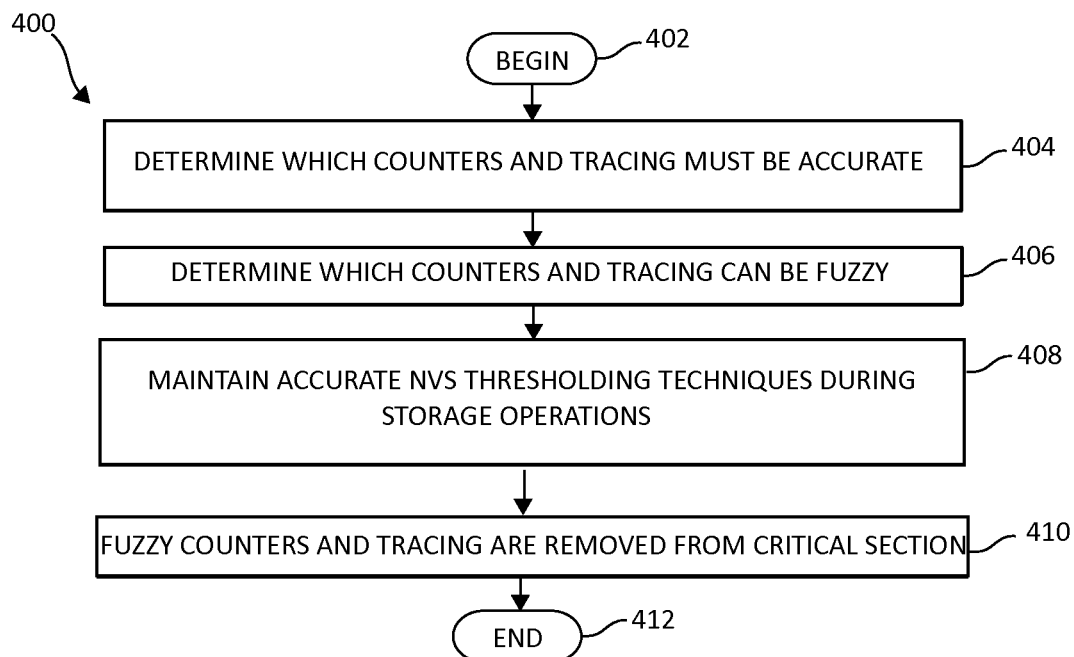 400
BEGIN
402
DETERMINE WHICH COUNTERS AND TRACING MUST BE ACCURATE
404
DETERMINE WHICH COUNTERS AND TRACING CAN BE FUZZY
406
MAINTAIN ACCURATE NVS THRESHOLDING TECHNIQUES DURING
STORAGE OPERATIONS
408
FUZZY COUNTERS AND TRACING ARE REMOVED FROM CRITICAL SECTION
410
END
412